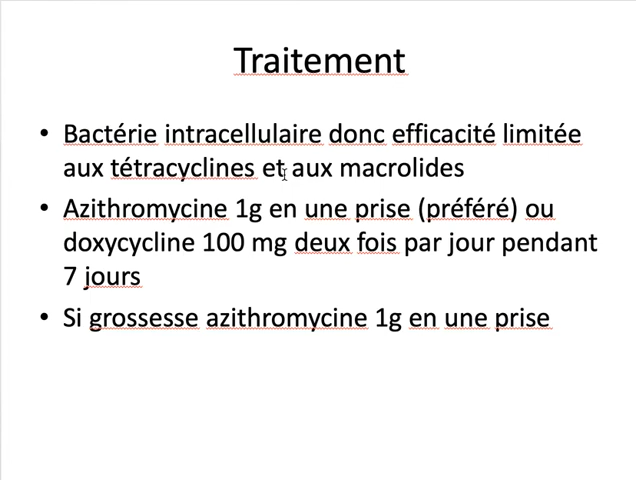 Traitement
• Bactérie intracellulaire donc efficacité limitée
aux tétracyclines et aux macrolides
• Azithromycine 1g en une prise (préféré) ou
doxycycline 100 mg deux fois par jour pendant
7 jours
• Si grossesse azithromycine 1g en une prise